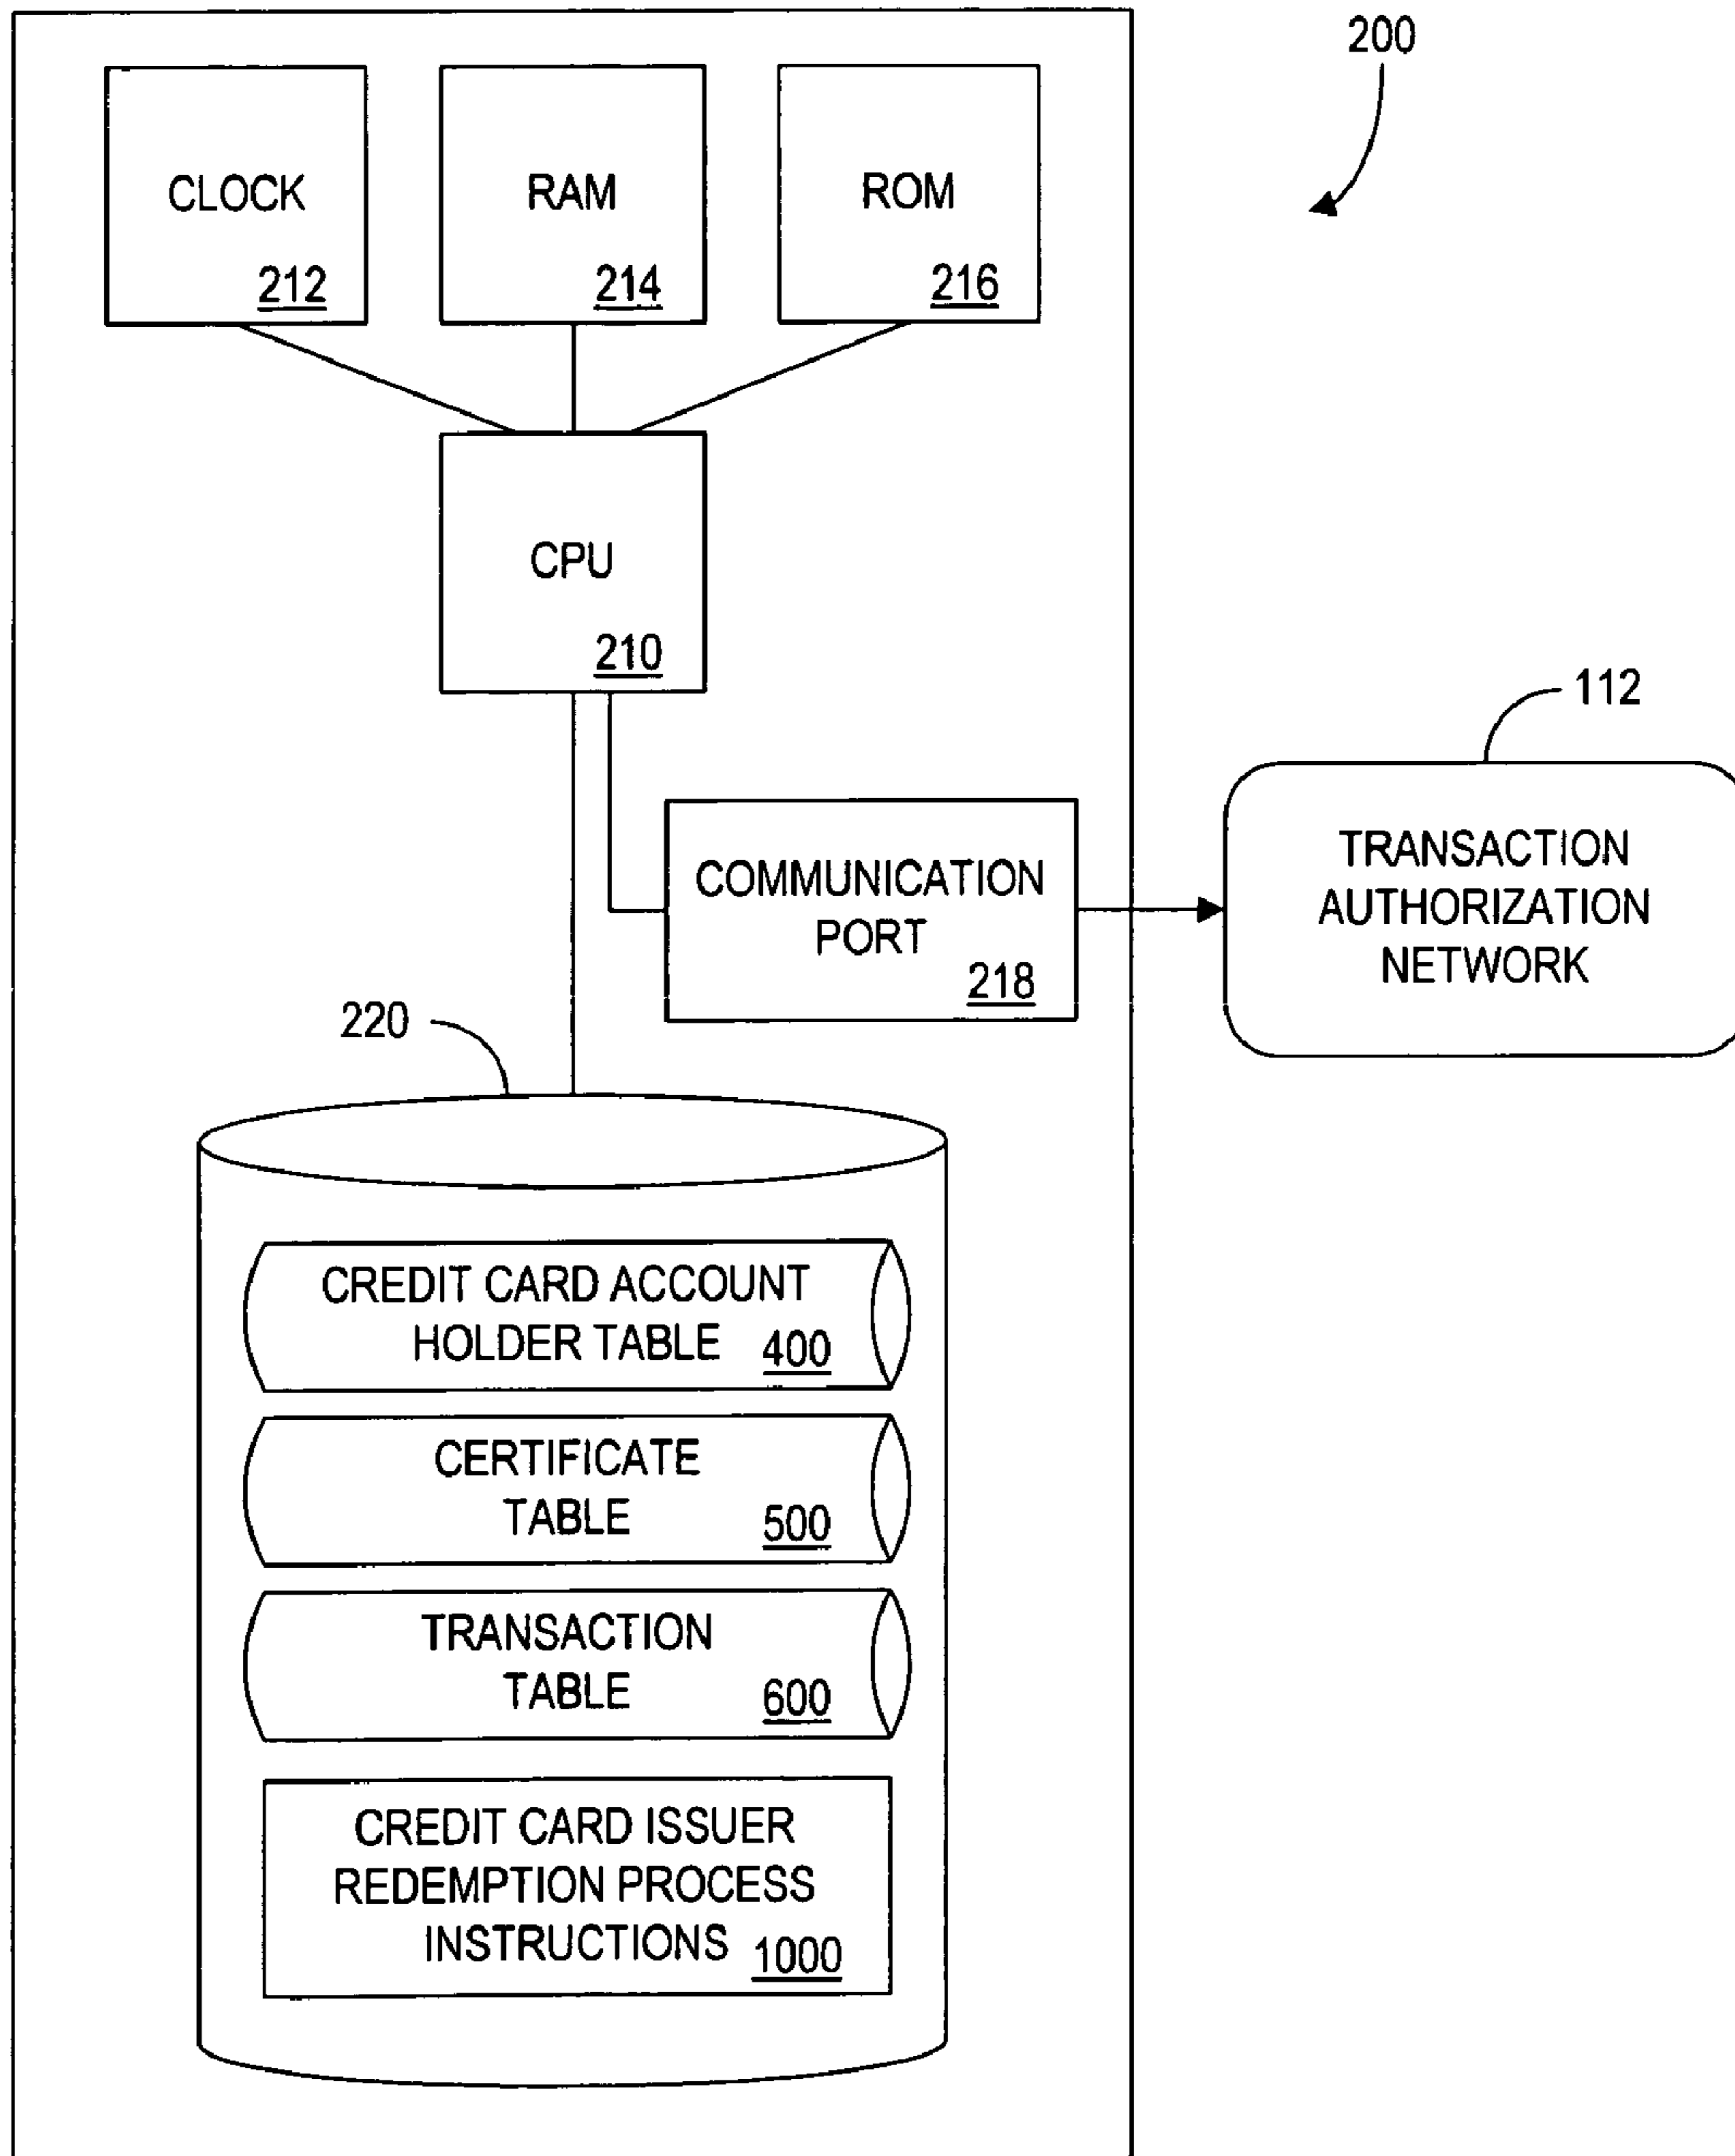 200
CLOCK
212
RAM
214
ROM
216
CPU
210
112
COMMUNICATION
PORT
218
TRANSACTION
AUTHORIZATION
NETWORK
220
CREDIT CARD ACCOUNT
HOLDER TABLE 400
CERTIFICATE
TABLE 500
TRANSACTION
TABLE 600
CREDIT CARD ISSUER
REDEMPTION PROCESS
INSTRUCTIONS 1000